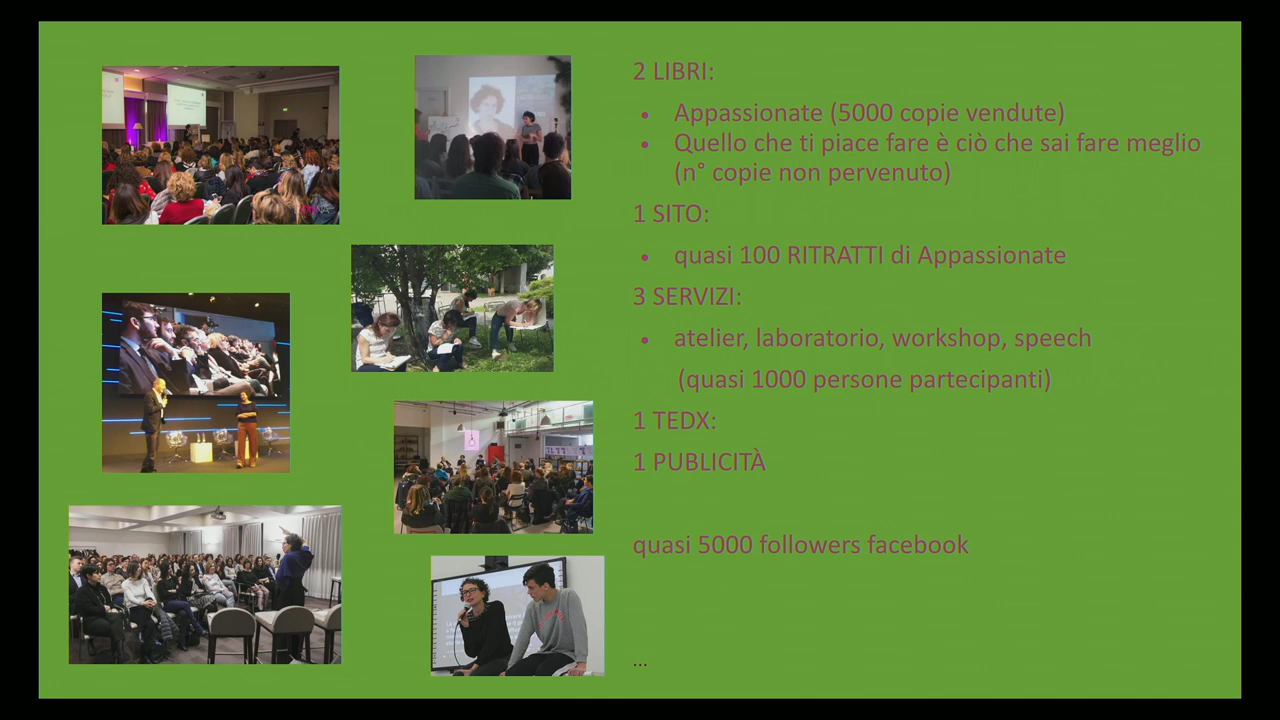 2 LIBRI:
• Appassionate (5000 copie vendute)
• Quello che ti piace fare è ciò che sai fare meglio
(n° copie non pervenuto)
1 SITO:
• quasi 100 RITRATTI di Appassionate
3 SERVIZI:
• atelier, laboratorio, workshop, speech
(quasi 1000 persone partecipanti)
1 TEDX:
1 PUBLICITÀ
quasi 5000 followers facebook
...